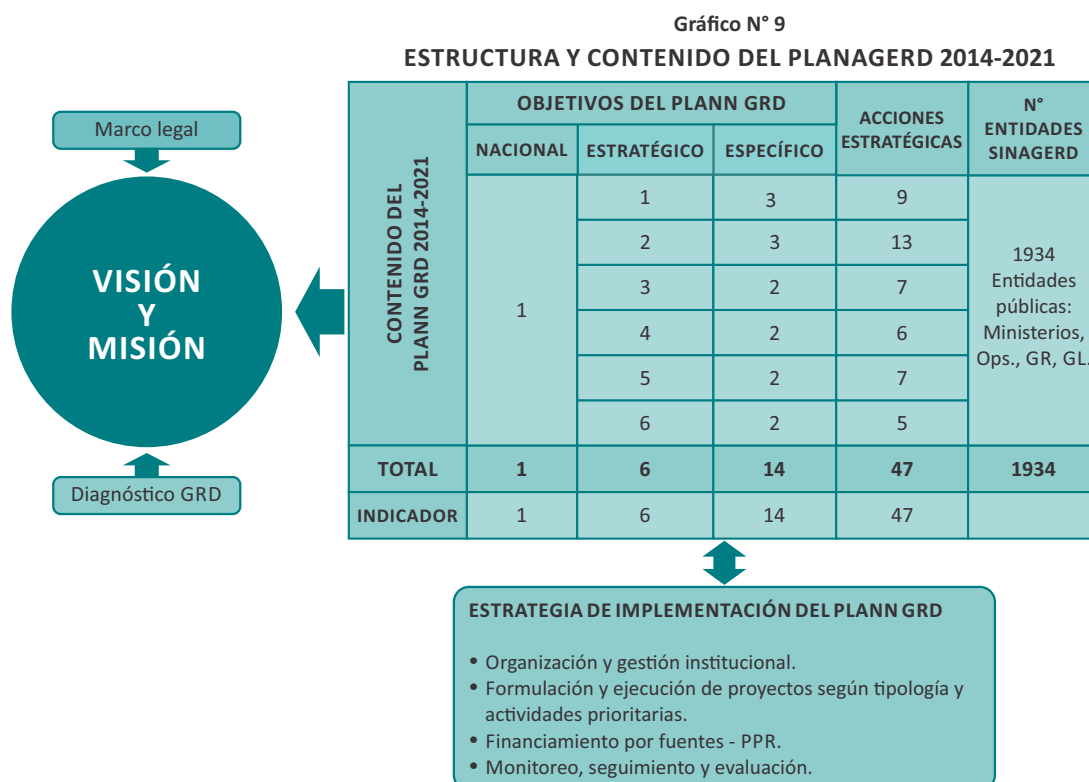 Gráfico N° 9
ESTRUCTURA Y CONTENIDO DEL PLANAGERD 2014-2021
Marco legal
VISIÓN
Y
MISIÓN
Diagnóstico GRD
CONTENIDO DEL
PLANN GRD 2014-2021
OBJETIVOS DEL PLANN GRD
ACCIONES
ESTRATÉGICAS
N°
ENTIDADES
SINAGERD
NACIONAL ESTRATÉGICO ESPECÍFICO
1
1 3 9
2 3 13
3 2 7
4 2 6
5 2 7
6 2 5
1934
Entidades
públicas:
Ministerios,
Ops., GR, GL.
TOTAL 1 6 14 47 1934
INDICADOR 1 6 14 47
ESTRATEGIA DE IMPLEMENTACIÓN DEL PLANN GRD
• Organización y gestión institucional.
• Formulación y ejecución de proyectos según tipología y
actividades prioritarias.
• Financiamiento por fuentes - PPR.
• Monitoreo, seguimiento y evaluación.